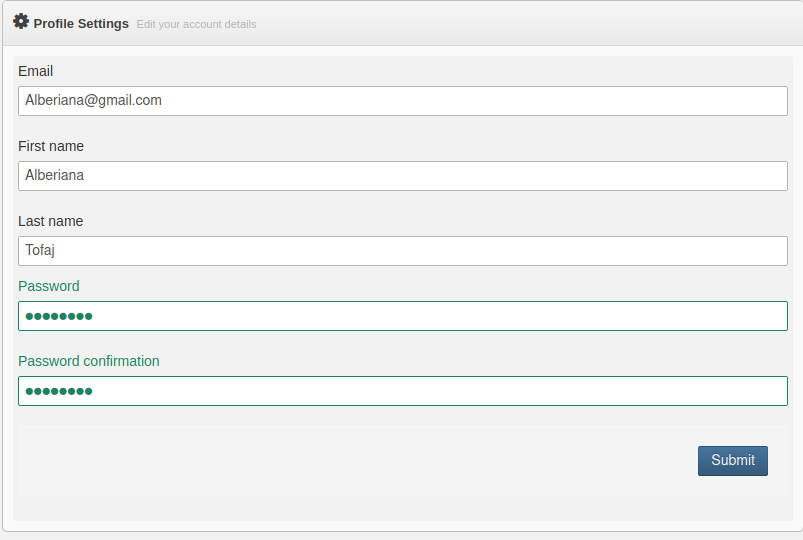 Profile Settings Edit your account details
Email
Alberiana@gmail.com
First name
Alberiana
Last name
Tofaj
Password
●●●●●●●●
Password confirmation
●●●●●●●●
Submit